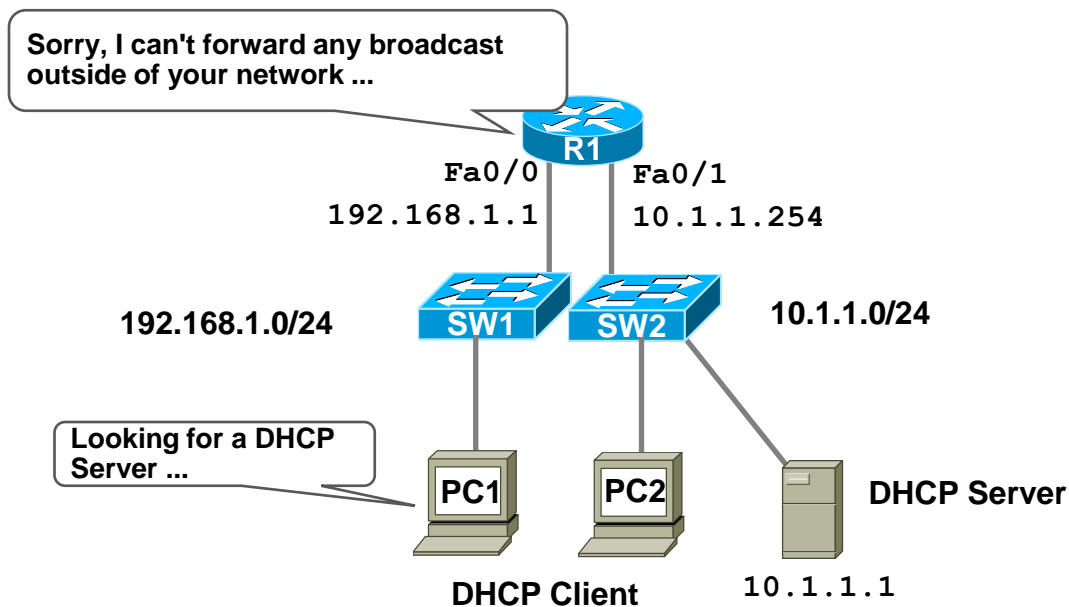 Sorry, I can't forward any broadcast
outside of your network ...
R1
Fa0/0
Fa0/1
192.168.1.1
10.1.1.254
192.168.1.0/24
SW1
SW2
10.1.1.0/24
Looking for a DHCP
Server ...
PC1
PC2
DHCP Server
DHCP Client
10.1.1.1